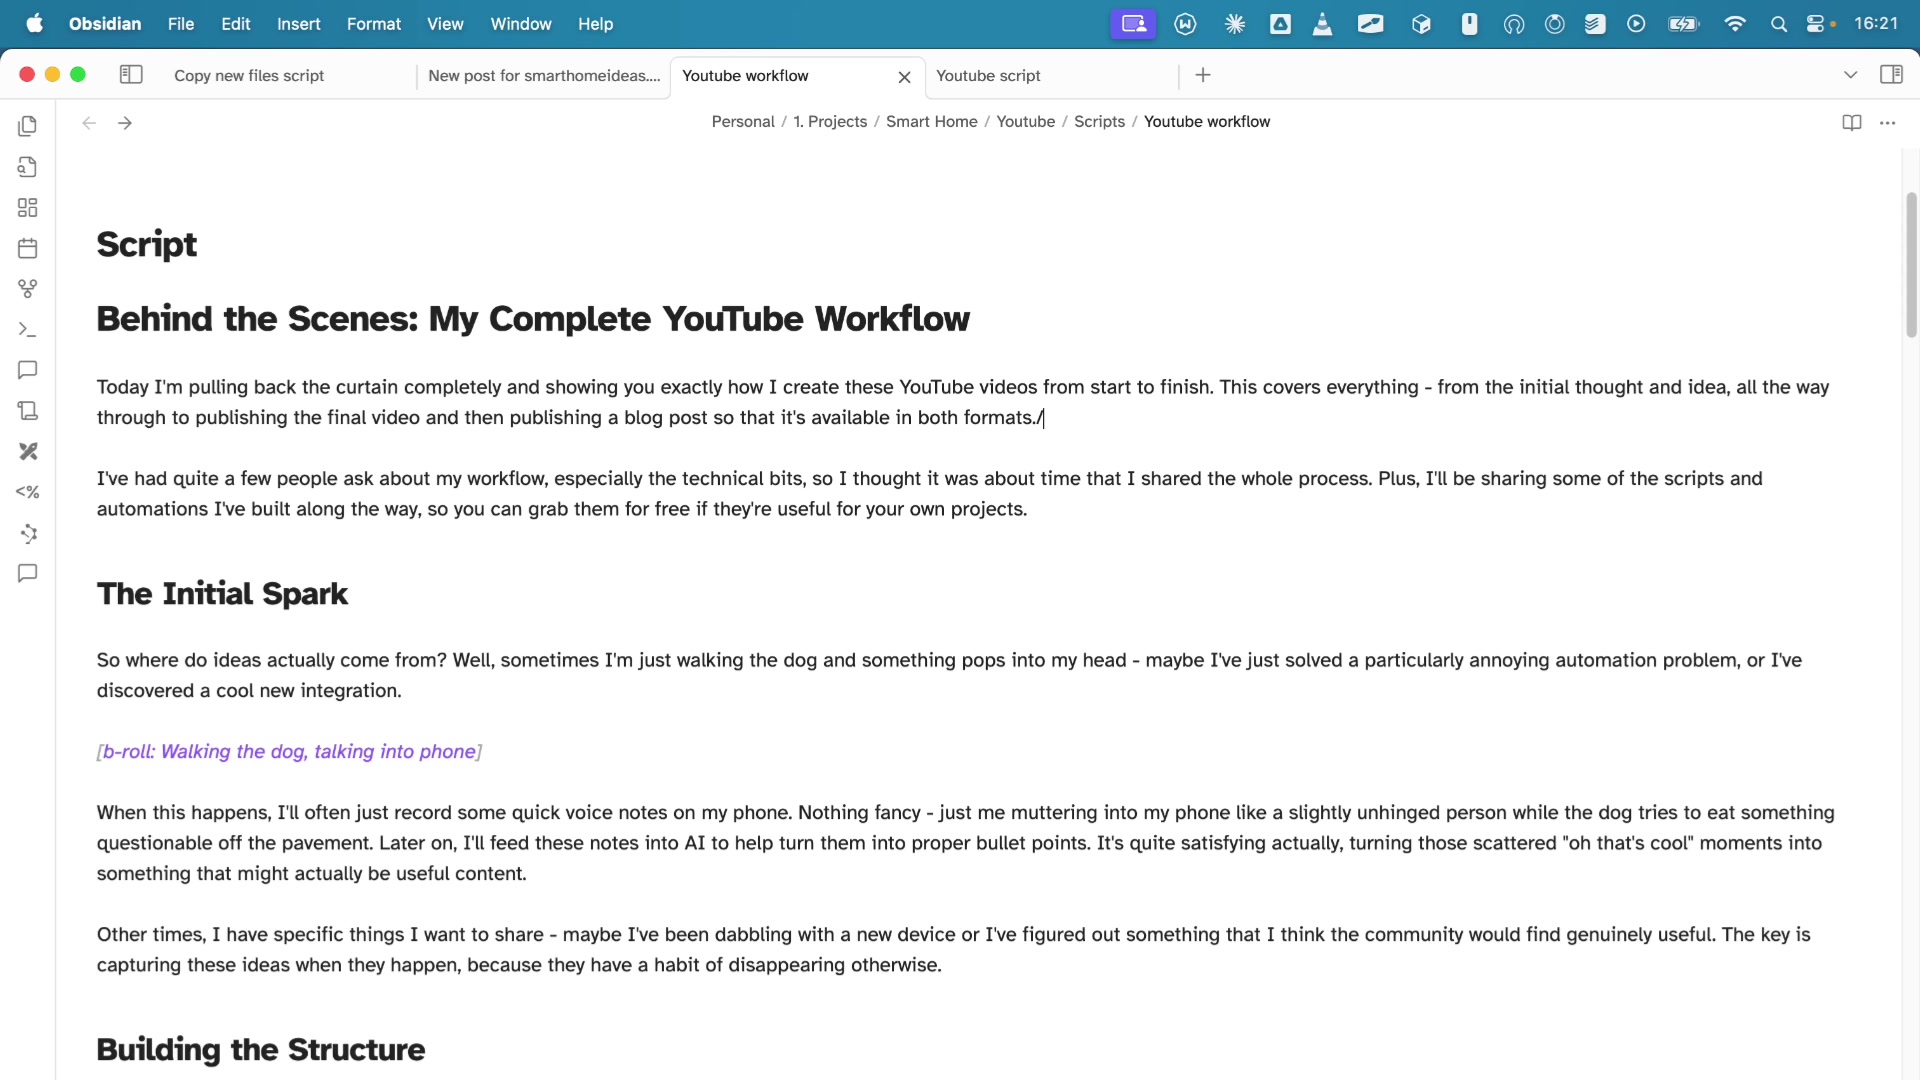 Obsidian File Edit Insert Format View Window Help 16:21
Copy new files script New post for smarthomeideas.... Youtube workflow Youtube script
Personal / 1. Projects / Smart Home / Youtube / Scripts / Youtube workflow
Script
Behind the Scenes: My Complete YouTube Workflow
Today I'm pulling back the curtain completely and showing you exactly how I create these YouTube videos from start to finish. This covers everything - from the initial thought and idea, all the way
through to publishing the final video and then publishing a blog post so that it's available in both formats./
I've had quite a few people ask about my workflow, especially the technical bits, so I thought it was about time that I shared the whole process. Plus, I'll be sharing some of the scripts and
automations I've built along the way, so you can grab them for free if they're useful for your own projects.
The Initial Spark
So where do ideas actually come from? Well, sometimes I'm just walking the dog and something pops into my head - maybe I've just solved a particularly annoying automation problem, or I've
discovered a cool new integration.
[b-roll: Walking the dog, talking into phone]
When this happens, I'll often just record some quick voice notes on my phone. Nothing fancy - just me muttering into my phone like a slightly unhinged person while the dog tries to eat something
questionable off the pavement. Later on, I'll feed these notes into AI to help turn them into proper bullet points. It's quite satisfying actually, turning those scattered "oh that's cool" moments into
something that might actually be useful content.
Other times, I have specific things I want to share - maybe I've been dabbling with a new device or I've figured out something that I think the community would find genuinely useful. The key is
capturing these ideas when they happen, because they have a habit of disappearing otherwise.
Building the Structure